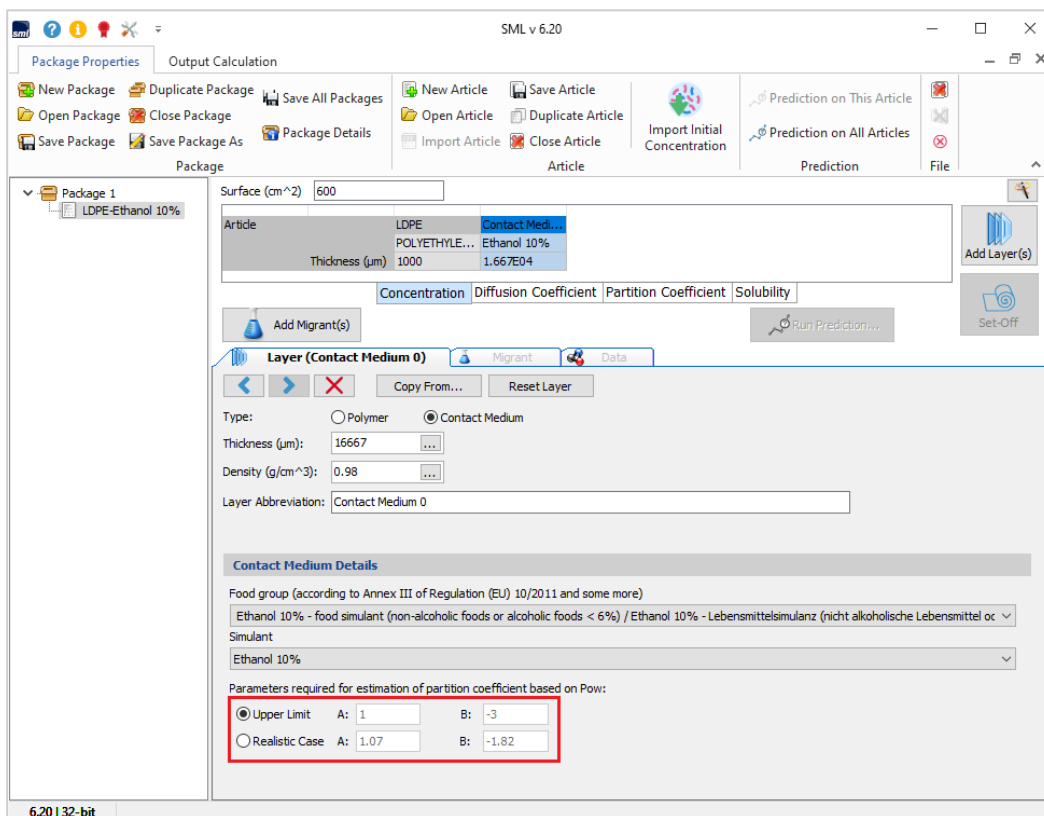 sml
SML v 6.20
Package Properties
Output Calculation
New Package
Duplicate Package
Save All Packages
Open Package
Close Package
Package Details
Save Package
Save Package As
Package
New Article
Save Article
Open Article
Duplicate Article
Import Article
Close Article
Import Initial
Concentration
Article
Prediction on This Article
Prediction on All Articles
Prediction
File
Package 1
LDPE-Ethanol 10%
Surface (cm^2)
600
Article
LDPE
Contact Medi...
POLYETHYLE...
Ethanol 10%
Thickness (µm)
1000
1.667E04
Add Layer(s)
Concentration
Diffusion Coefficient
Partition Coefficient
Solubility
Add Migrant(s)
Run Prediction...
Set-Off
Layer (Contact Medium 0)
Migrant
Data
Copy From...
Reset Layer
Type:
Polymer
Contact Medium
Thickness (µm):
16667
...
Density (g/cm^3):
0.98
...
Layer Abbreviation:
Contact Medium 0
Contact Medium Details
Food group (according to Annex III of Regulation (EU) 10/2011 and some more)
Ethanol 10% - food simulant (non-alcoholic foods or alcoholic foods < 6%) / Ethanol 10% - Lebensmittelsimulanz (nicht alkoholische Lebensmittel oc
Simulant
Ethanol 10%
Parameters required for estimation of partition coefficient based on Pow:
Upper Limit
A:
1
B:
-3
Realistic Case
A:
1.07
B:
-1.82
6.20 | 32-bit